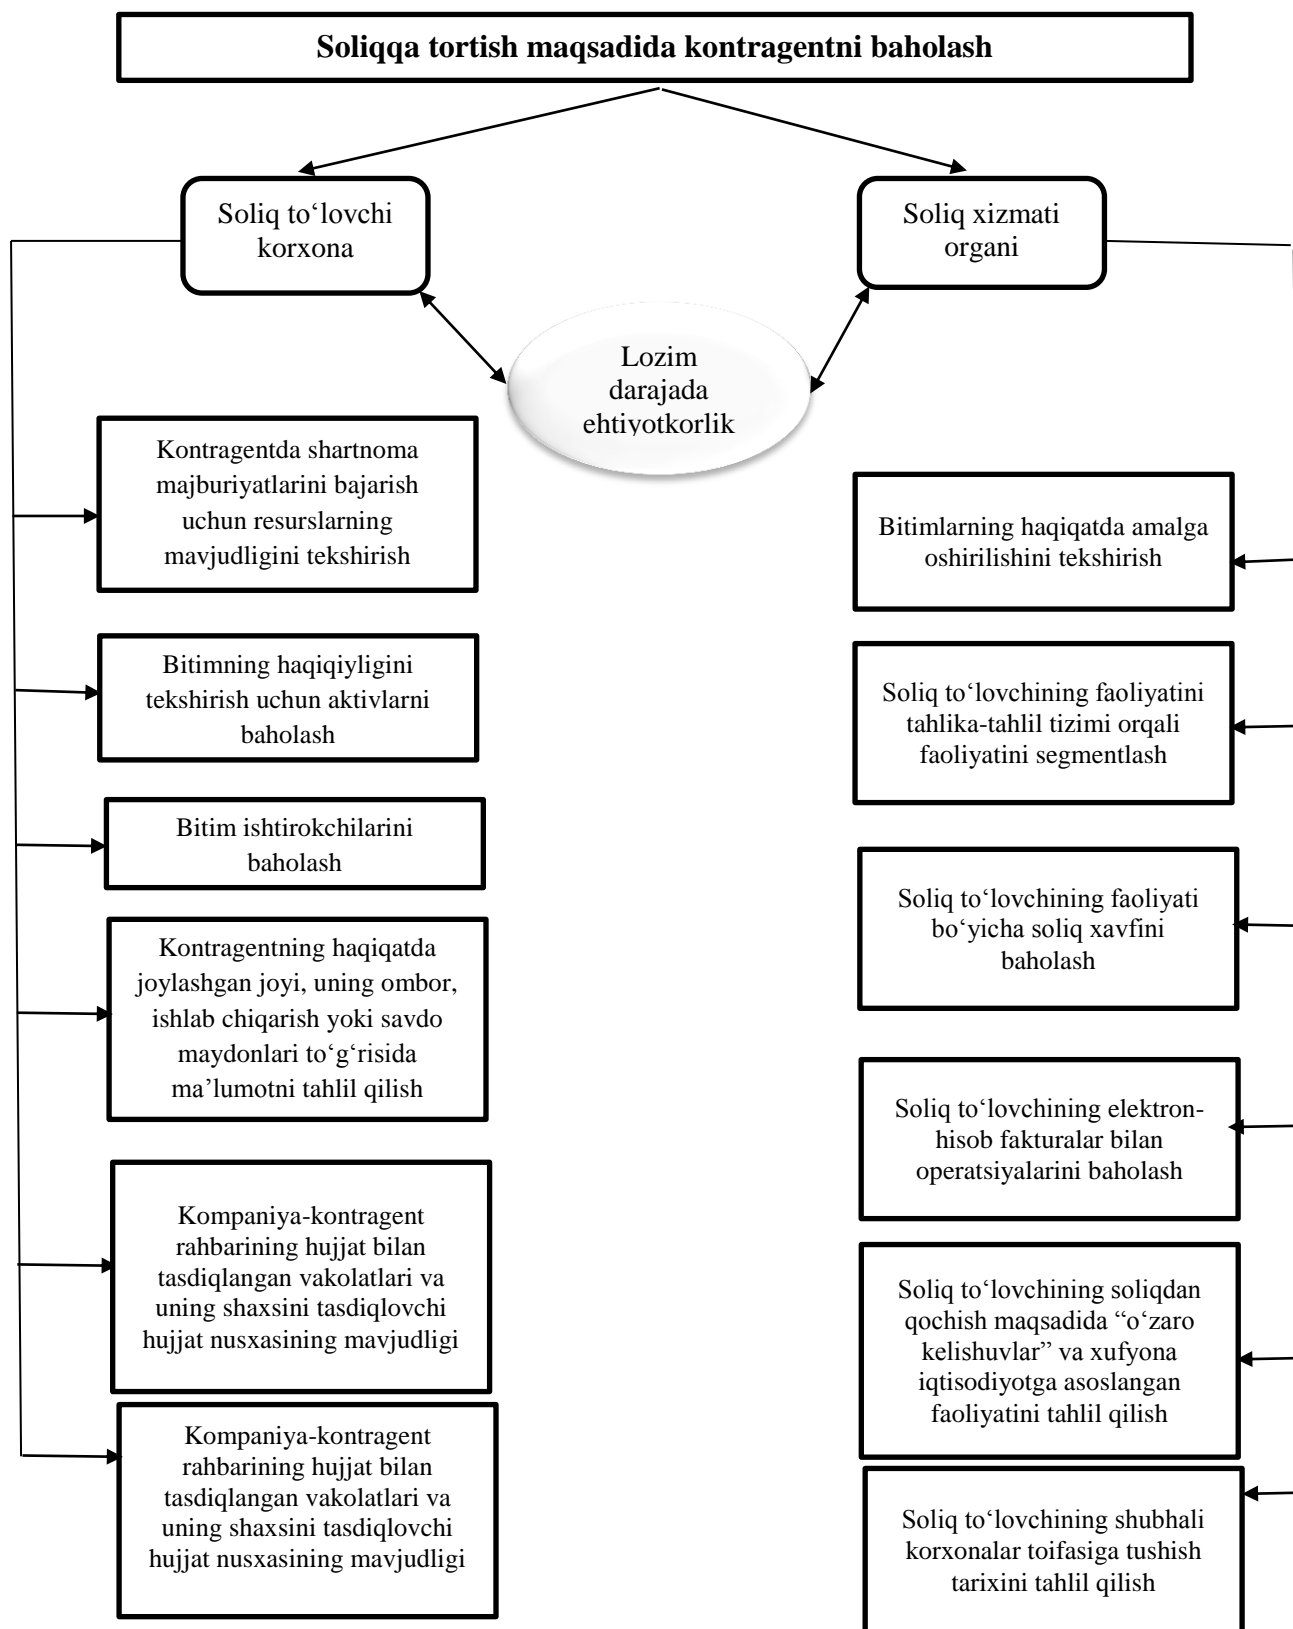 Soliqqa tortish maqsadida kontragentni baholash
Soliq to‘lovchi
korxona
Soliq xizmati
organi
Lozim
darajada
ehtiyotkorlik
Kontragentda shartnoma
majburiyatlarini bajarish
uchun resurslarning
mavjudligini tekshirish
Bitimning haqiqiyligini
tekshirish uchun aktivlarni
baholash
Bitim ishtirokchilarini
baholash
Kontragentning haqiqatda
joylashgan joyi, uning ombor,
ishlab chiqarish yoki savdo
maydonlari to‘g‘risida
ma’lumotni tahlil qilish
Kompaniya-kontragent
rahbarining hujjat bilan
tasdiqlangan vakolatlari va
uning shaxsini tasdiqlovchi
hujjat nusxasining mavjudligi
Kompaniya-kontragent
rahbarining hujjat bilan
tasdiqlangan vakolatlari va
uning shaxsini tasdiqlovchi
hujjat nusxasining mavjudligi
Bitimlarning haqiqatda amalga
oshirilishini tekshirish
Soliq to‘lovchining faoliyatini
tahlika-tahlil tizimi orqali
faoliyatini segmentlash
Soliq to‘lovchining faoliyati
bo‘yicha soliq xavfini
baholash
Soliq to‘lovchining elektron-
hisob fakturalar bilan
operatsiyalarini baholash
Soliq to‘lovchining soliqdan
qochish maqsadida “o‘zaro
kelishuvlar” va xufyona
iqtisodiyotga asoslangan
faoliyatini tahlil qilish
Soliq to‘lovchining shubhali
korxonalar toifasiga tushish
tarixini tahlil qilish